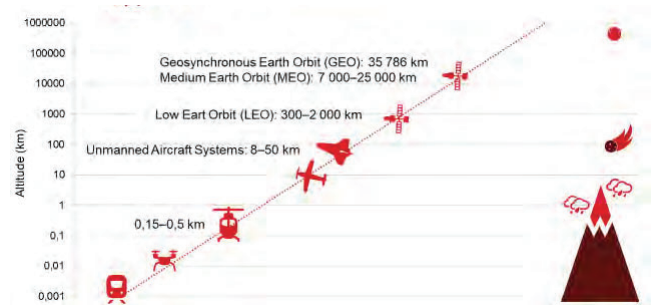 1000000
100000
10000
1000
100
10
1
0,1
0,01
0,001
Altitude (km)
Geosynchronous Earth Orbit (GEO): 35 786 km
Medium Earth Orbit (MEO): 7 000–25 000 km
Low Eart Orbit (LEO): 300–2 000 km
Unmanned Aircraft Systems: 8–50 km
0,15–0,5 km